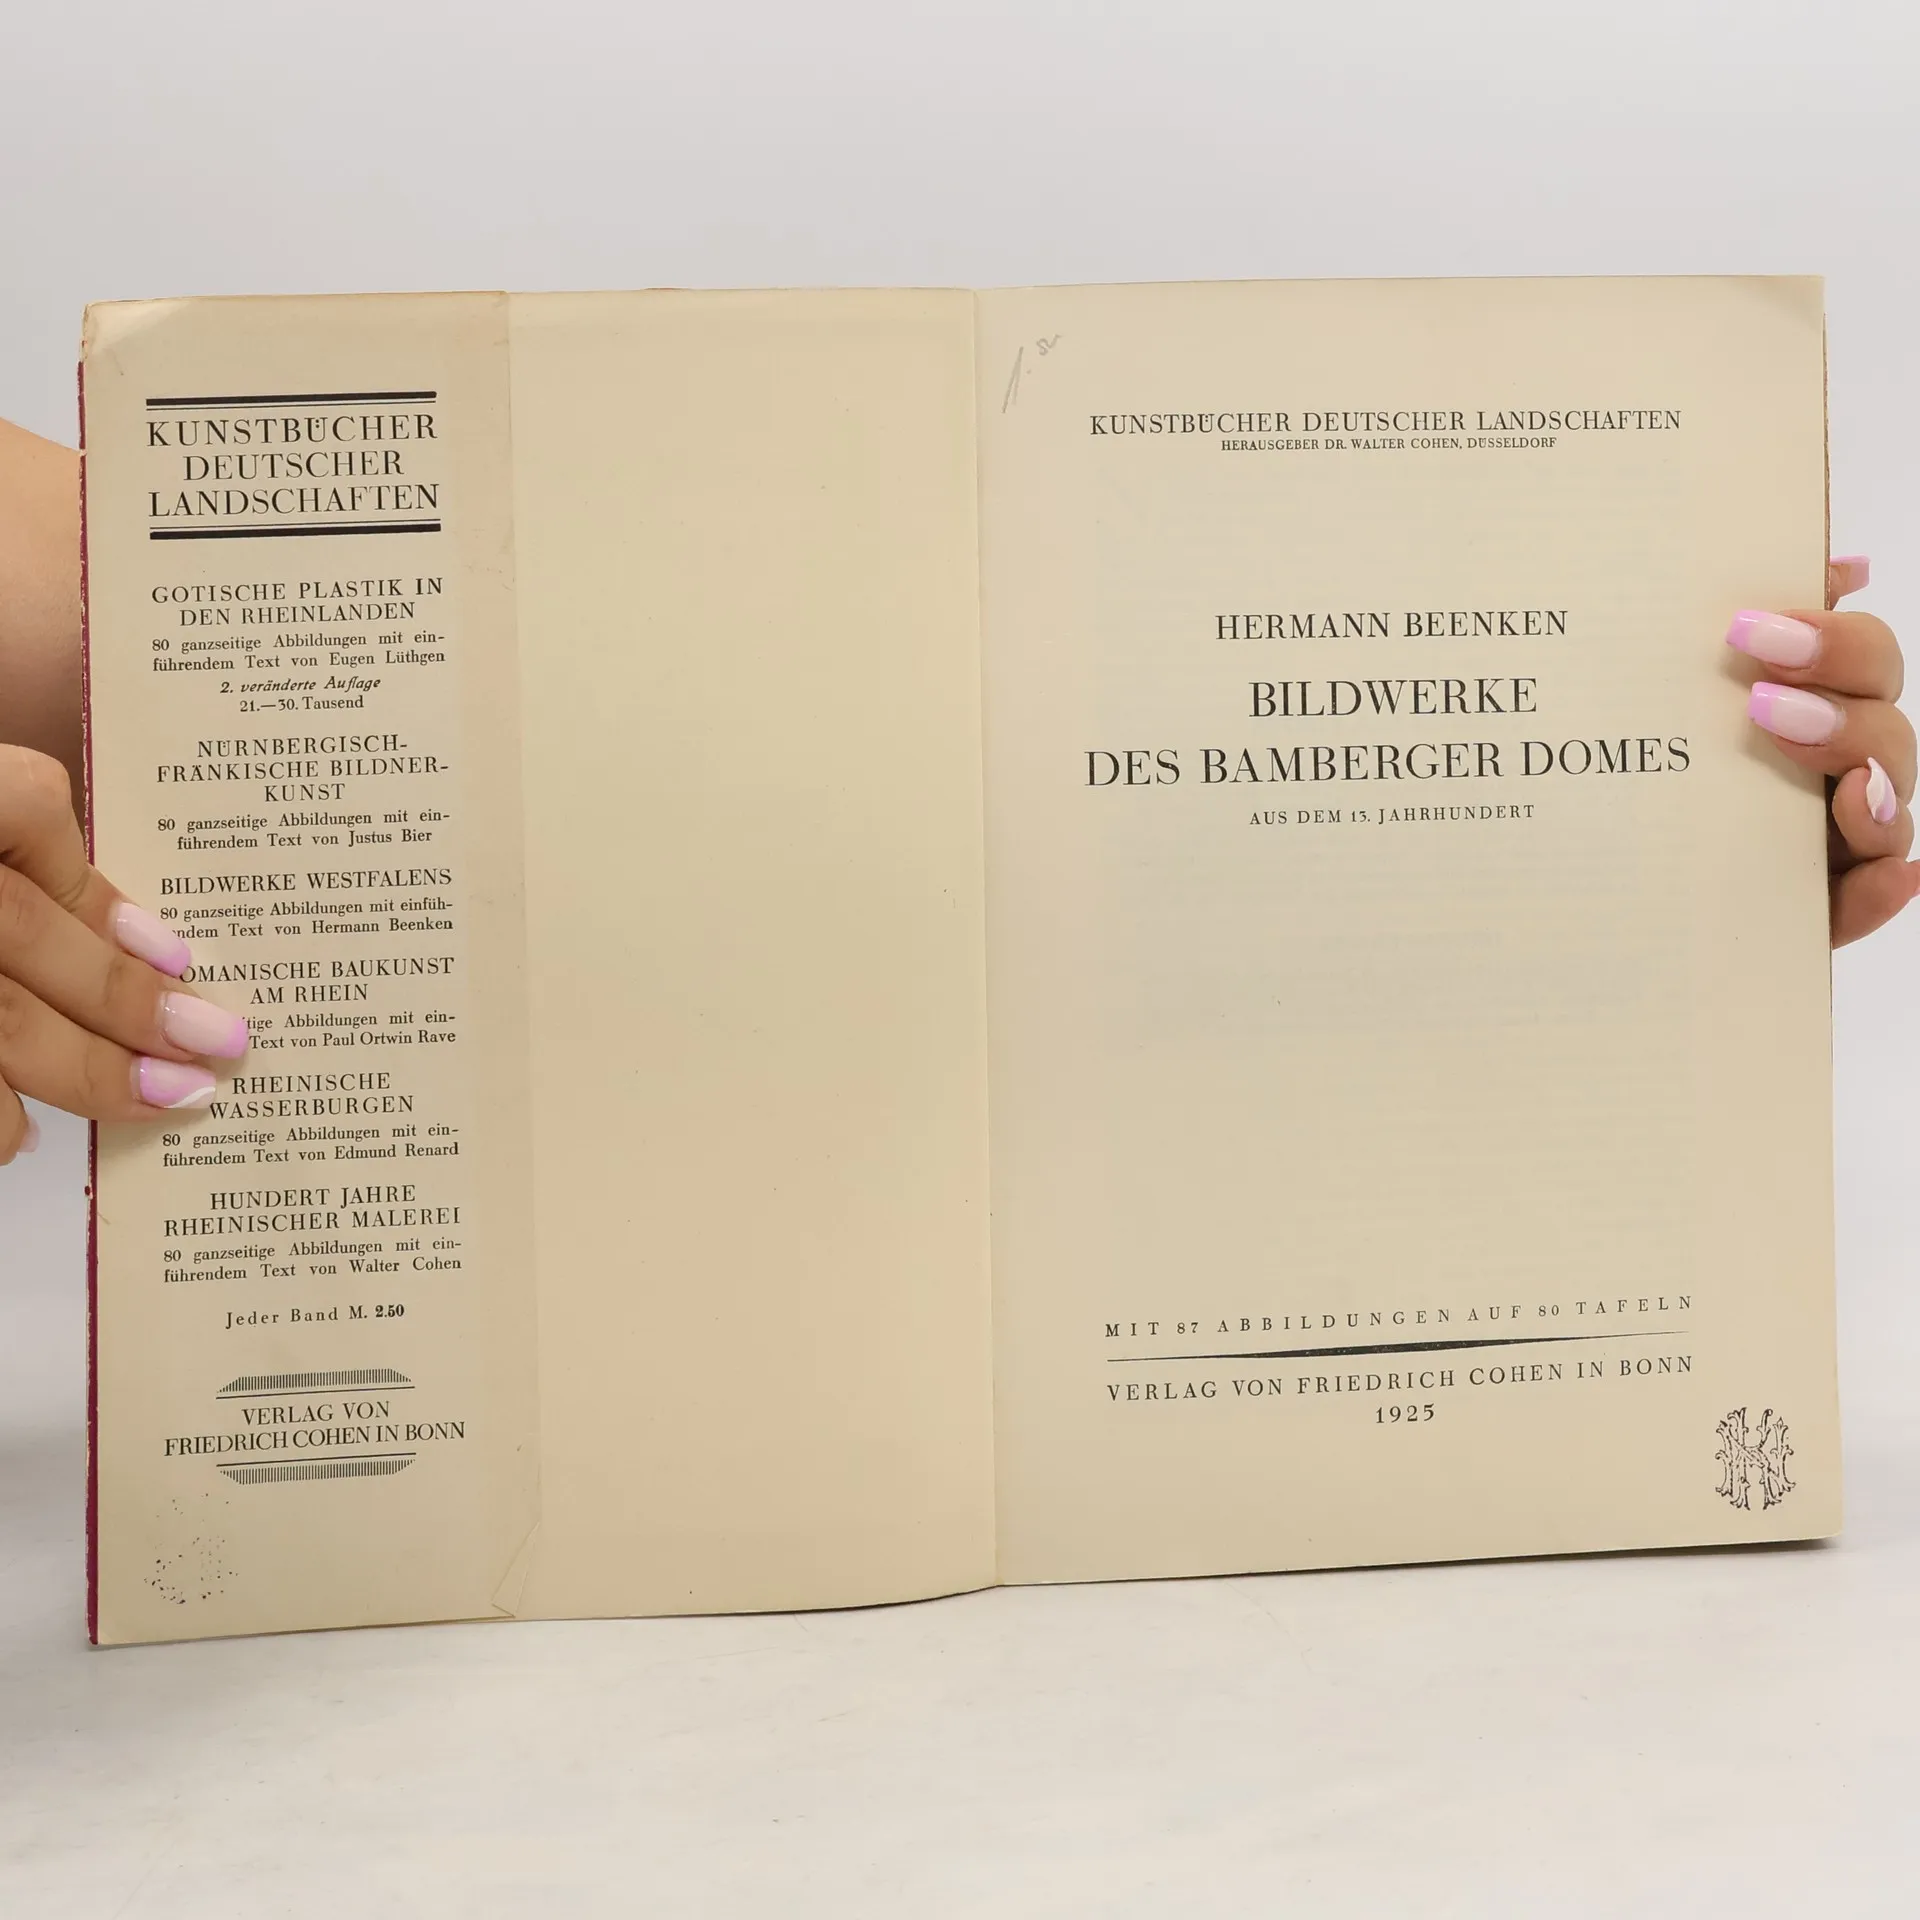 KUNSTBÜCHER
DEUTSCHER
LANDSCHAFTEN
GOTISCHE PLASTIK IN
DEN RHEINLANDEN
80 ganzseitige Abbildungen mit ein-
führendem Text von Eugen Lüthgen
2. veränderte Auflage
21.—30. Tausend
NÜRNBERGISCH-
FRÄNKISCHE BILDNER-
KUNST
80 ganzseitige Abbildungen mit ein-
führendem Text von Justus Bier
BILDWERKE WESTFALENS
80 ganzseitige Abbildungen mit einfüh-
ndem Text von Hermann Beenken
OMANISCHE BAUKUNST
AM RHEIN
tige Abbildungen mit ein-
Text von Paul Ortwin Rave
RHEINISCHE
WASSERBURGEN
80 ganzseitige Abbildungen mit ein-
führendem Text von Edmund Renard
HUNDERT JAHRE
RHEINISCHER MALEREI
80 ganzseitige Abbildungen mit ein-
führendem Text von Walter Cohen
Jeder Band M. 2.50
VERLAG VON
FRIEDRICH COHEN IN BONN
KUNSTBÜCHER DEUTSCHER LANDSCHAFTEN
HERAUSGEBER DR. WALTER COHEN, DÜSSELDORF
HERMANN BEENKEN
BILDWERKE
DES BAMBERGER DOMES
AUS DEM 13. JAHRHUNDERT
MIT 87 ABBILDUNGEN AUF 80 TAFELN
VERLAG VON FRIEDRICH COHEN IN BONN
1925